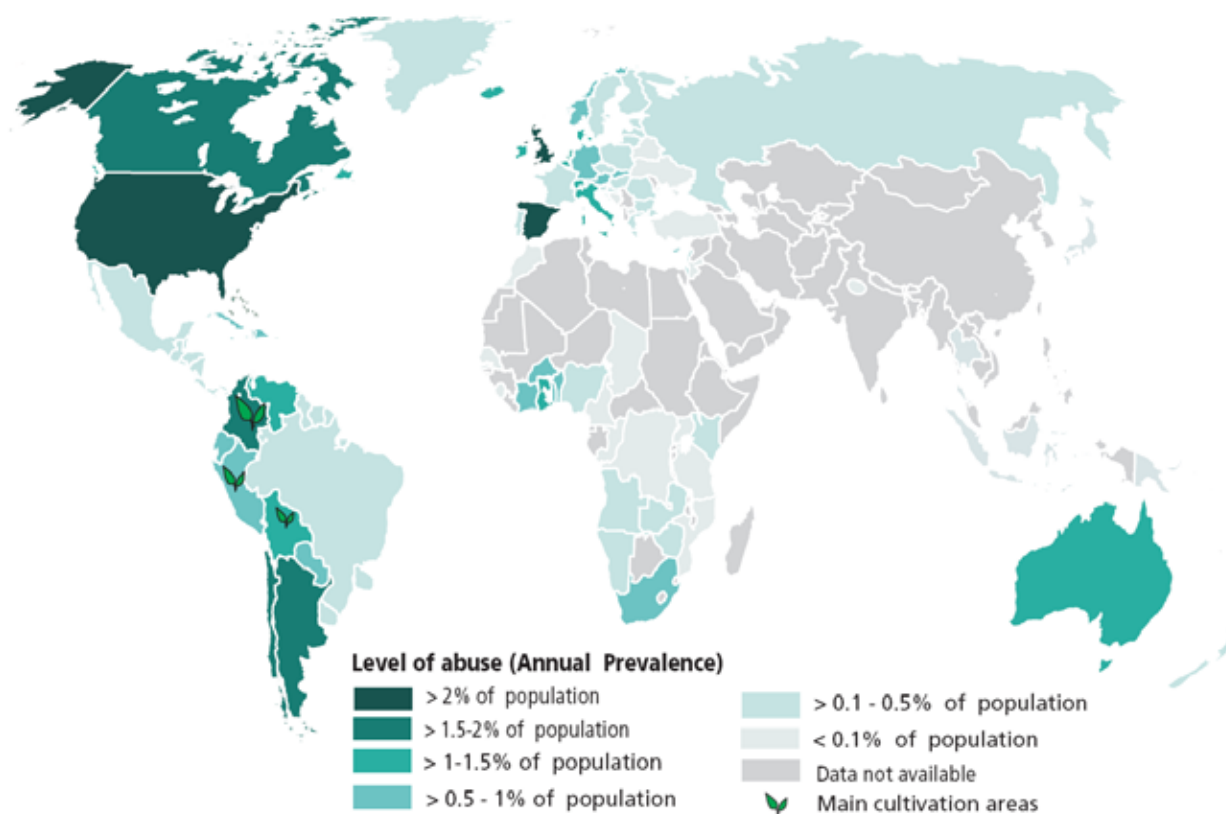 Level of abuse (Annual Prevalence)
> 2% of population
> 1.5-2% of population
> 1-1.5% of population
> 0.5 - 1% of population
> 0.1 - 0.5% of population
< 0.1% of population
Data not available
Main cultivation areas